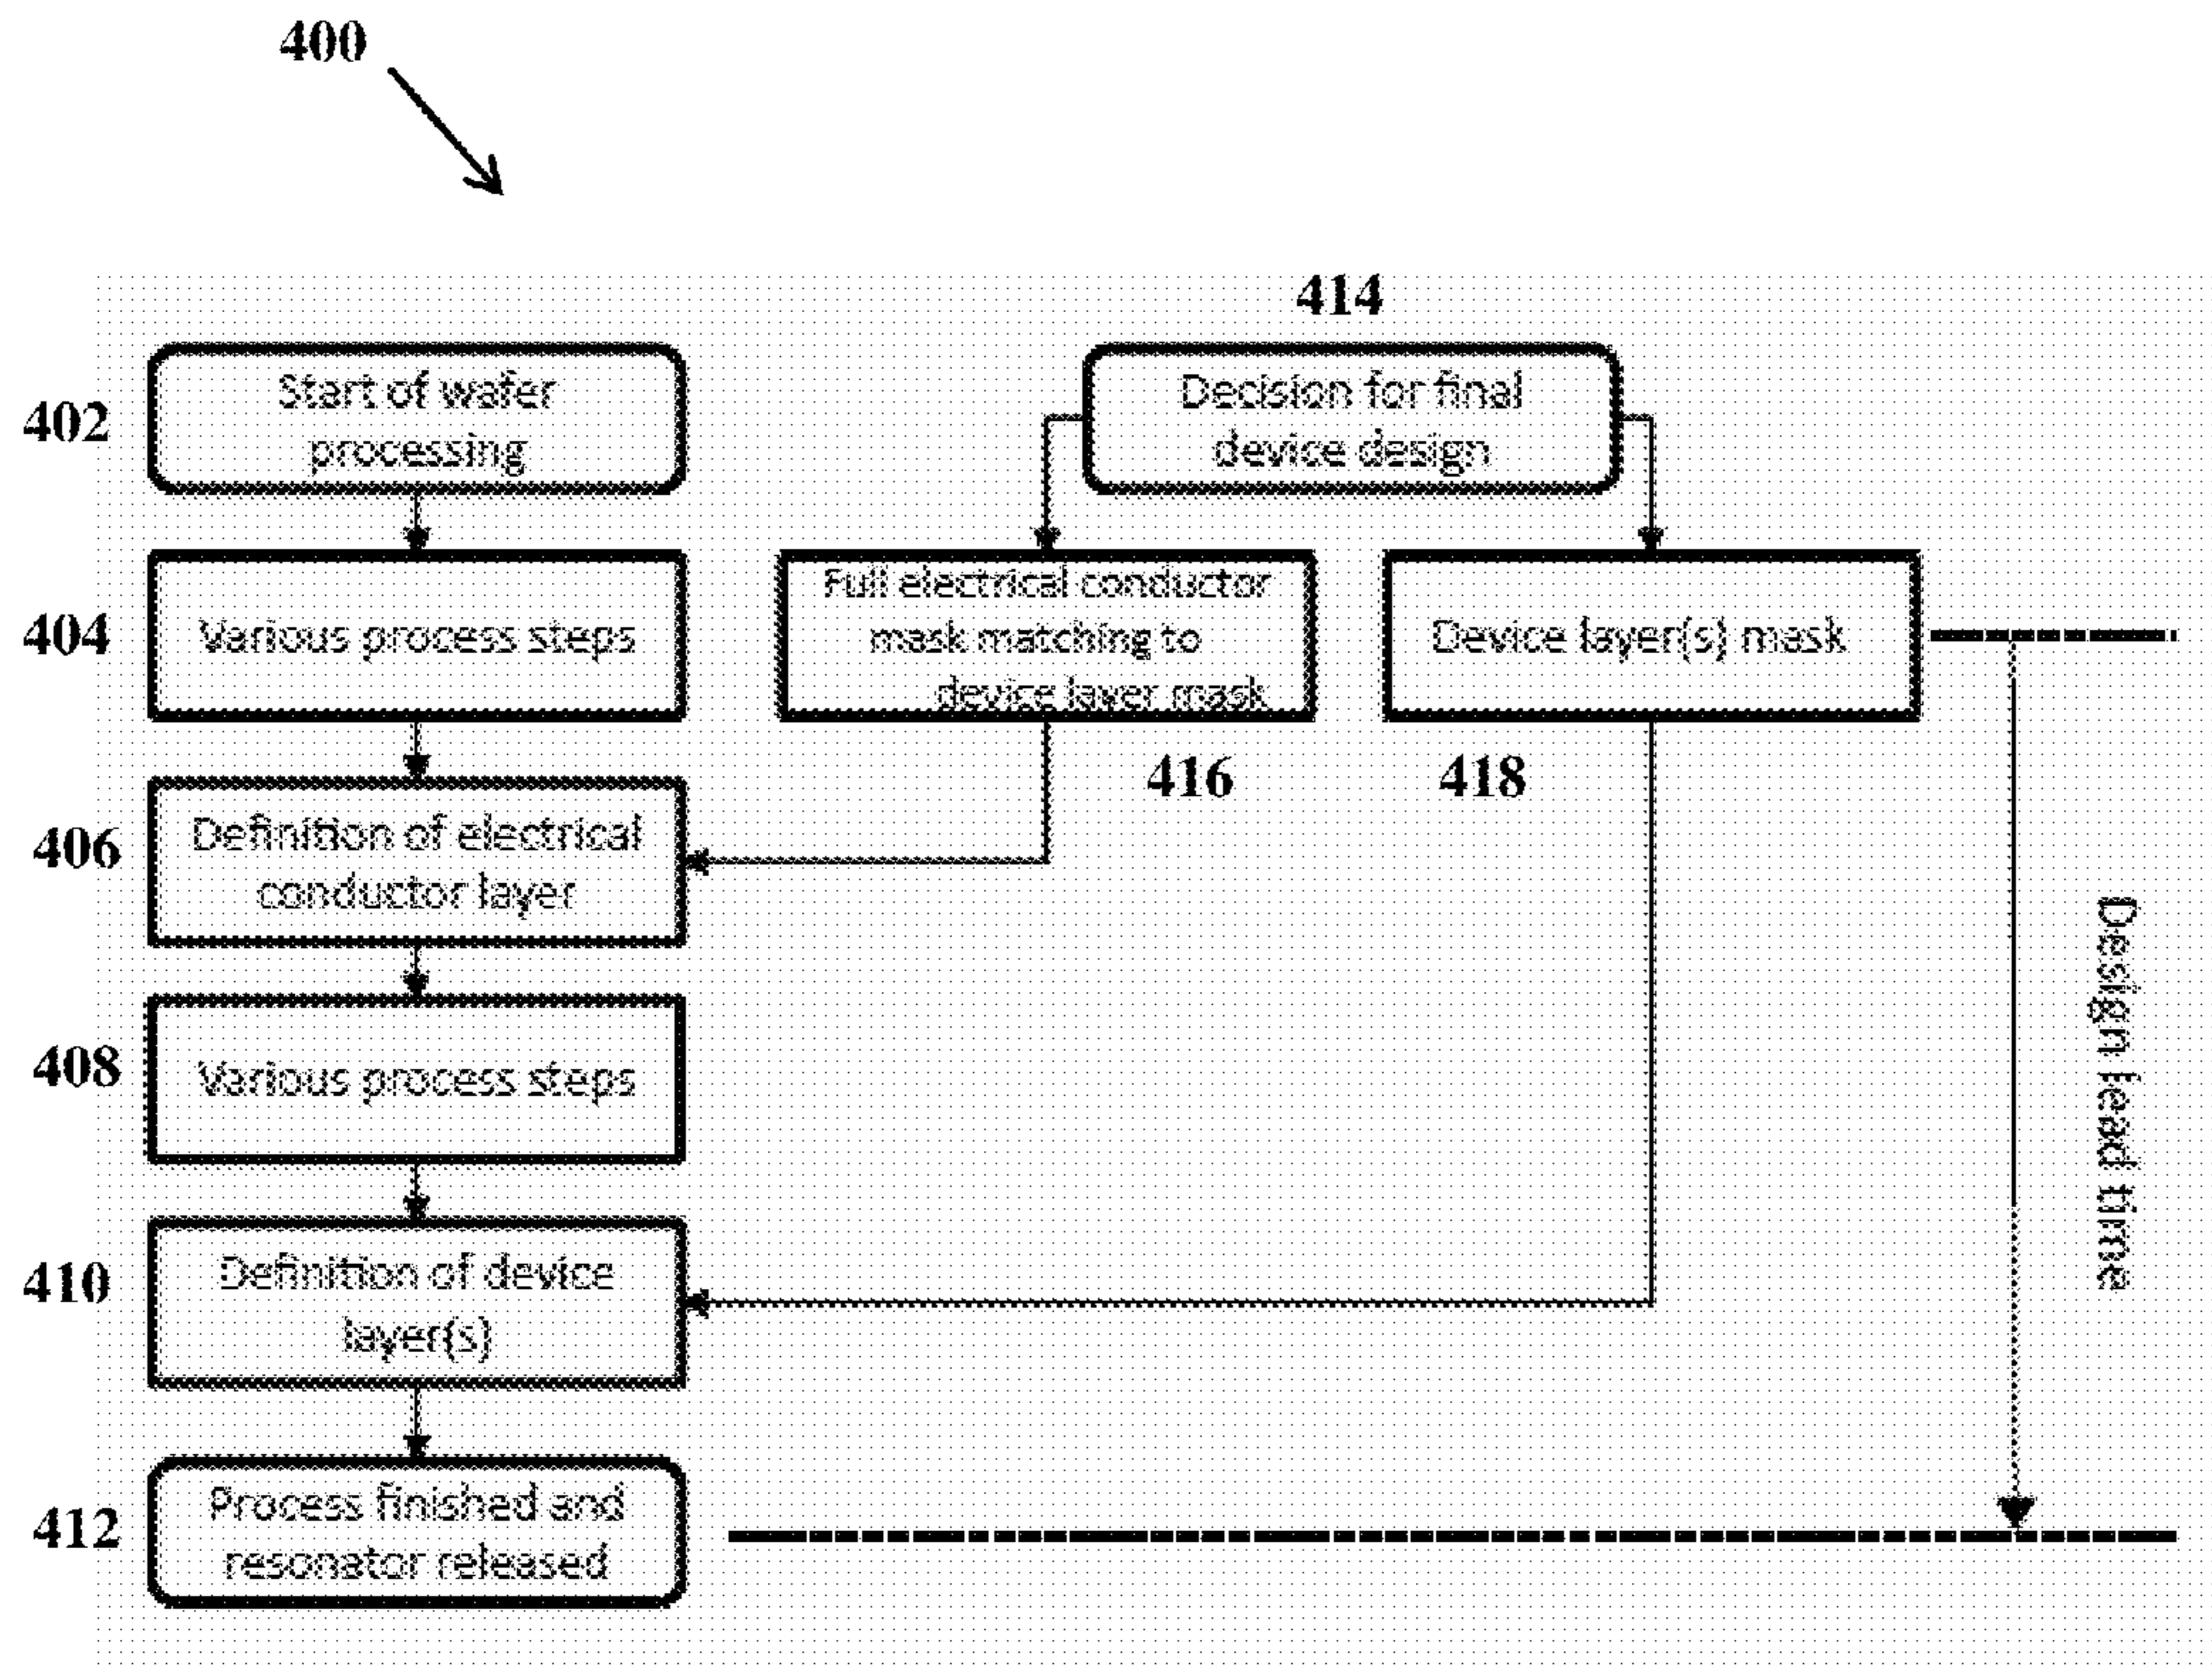 400
414
402
Start of wafer
processing
Decision for final
device design
404
Various process steps
Full electrical conductor
mask matching to
device layer mask
Device layer(s) mask
416
418
406
Definition of electrical
conductor layer
408
Various process steps
Design lead time
410
Definition of device
layer(s)
412
Process finished and
resonator released